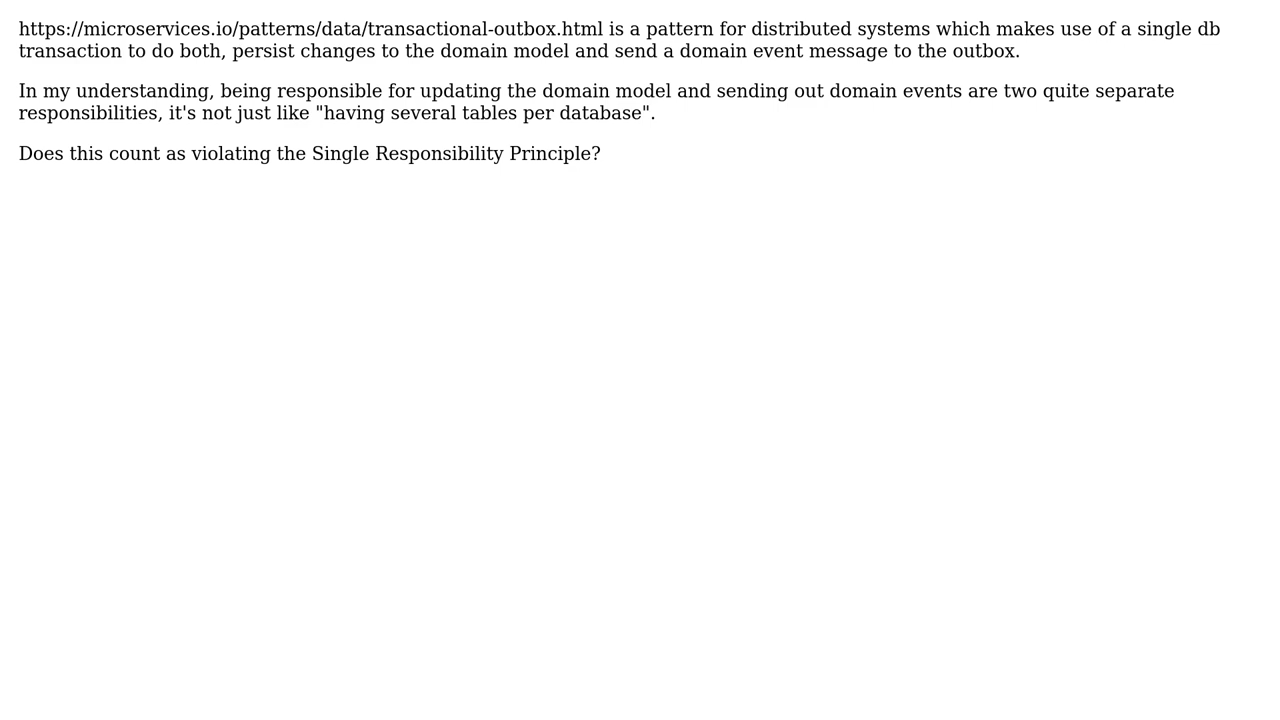 https://microservices.io/patterns/data/transactional-outbox.html is a pattern for distributed systems which makes use of a single db
transaction to do both, persist changes to the domain model and send a domain event message to the outbox.
In my understanding, being responsible for updating the domain model and sending out domain events are two quite separate
responsibilities, it's not just like "having several tables per database".
Does this count as violating the Single Responsibility Principle?